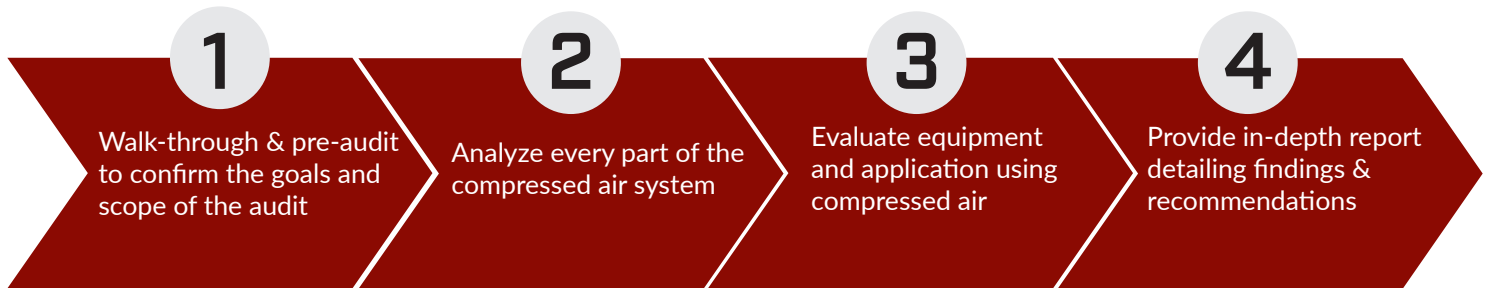 1
Walk-through & pre-audit
to confirm the goals and
scope of the audit
2
Analyze every part of the
compressed air system
3
Evaluate equipment
and application using
compressed air
4
Provide in-depth report
detailing findings &
recommendations